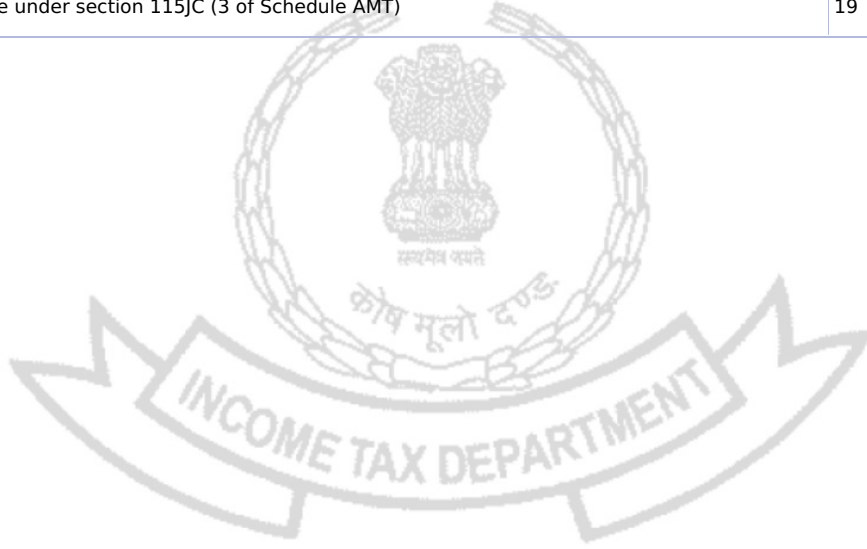 e under section 115JC (3 of Schedule AMT) 19
सत्यमेव जयते
कोष मूलो दण्डः
INCOME TAX DEPARTMENT